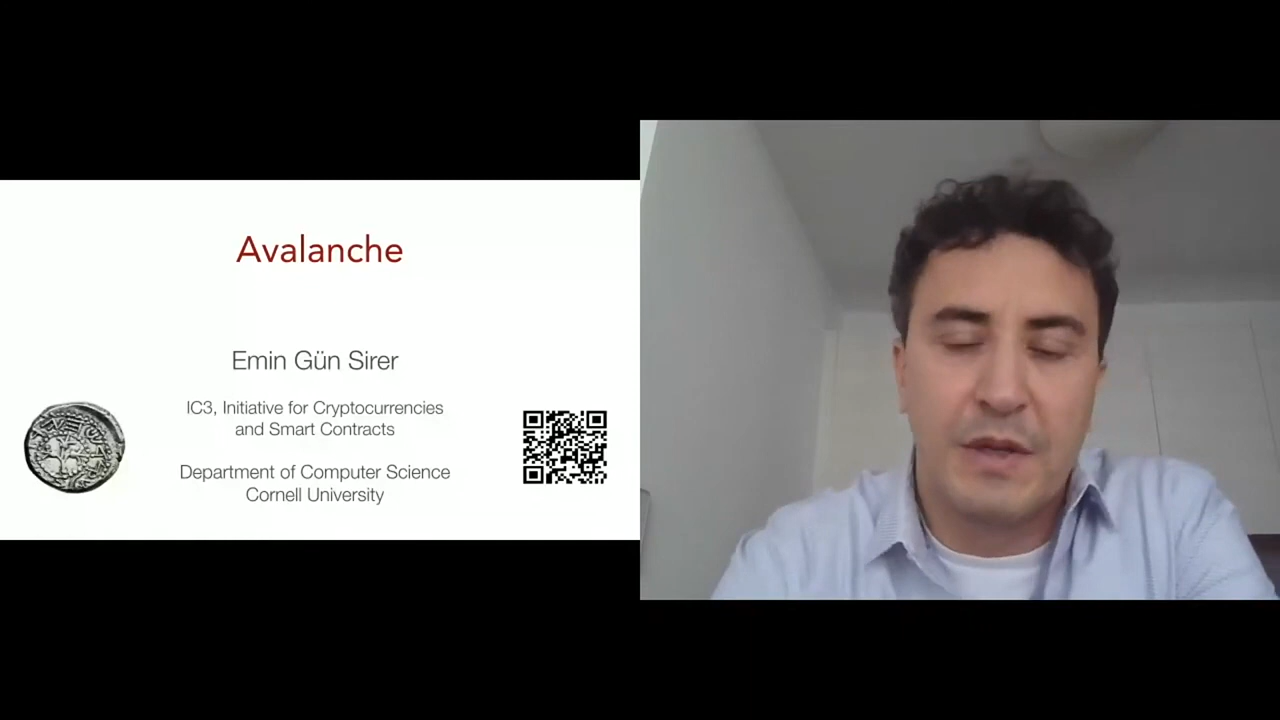 Avalanche
Emin Gün Sirer
IC3, Initiative for Cryptocurrencies
and Smart Contracts
Department of Computer Science
Cornell University